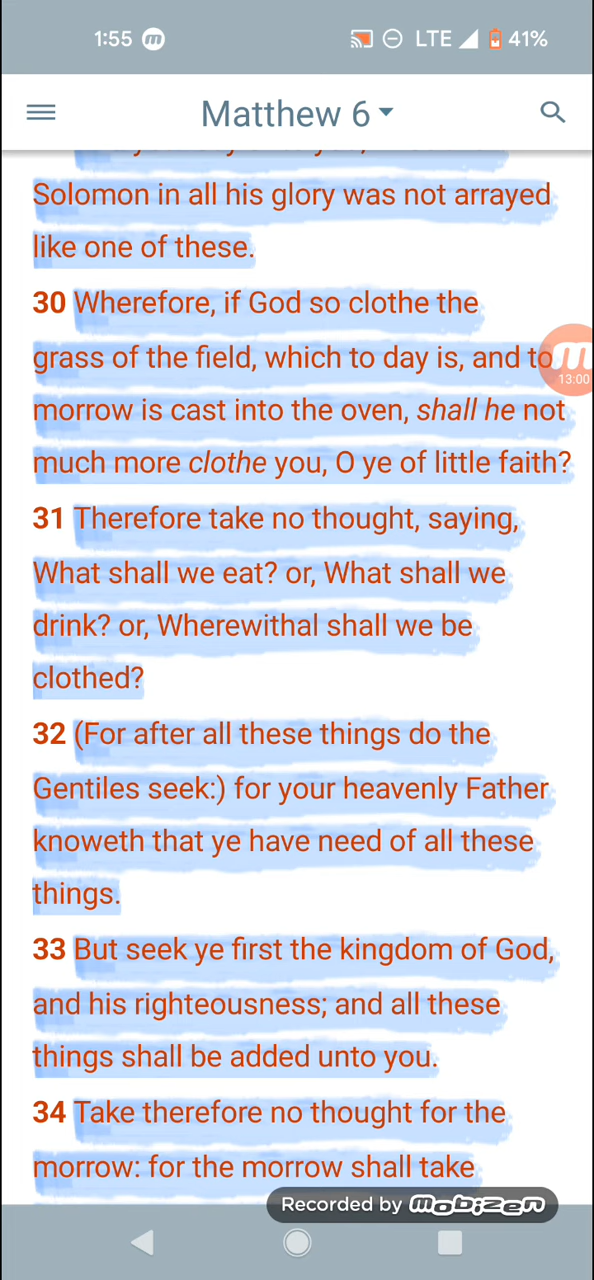 1:55 m LTE 41%
Matthew 6
Solomon in all his glory was not arrayed
like one of these.
30 Wherefore, if God so clothe the
grass of the field, which to day is, and to
13:00
morrow is cast into the oven, shall he not
much more clothe you, O ye of little faith?
31 Therefore take no thought, saying,
What shall we eat? or, What shall we
drink? or, Wherewithal shall we be
clothed?
32 (For after all these things do the
Gentiles seek:) for your heavenly Father
knoweth that ye have need of all these
things.
33 But seek ye first the kingdom of God,
and his righteousness; and all these
things shall be added unto you.
34 Take therefore no thought for the
morrow: for the morrow shall take
Recorded by mobizen